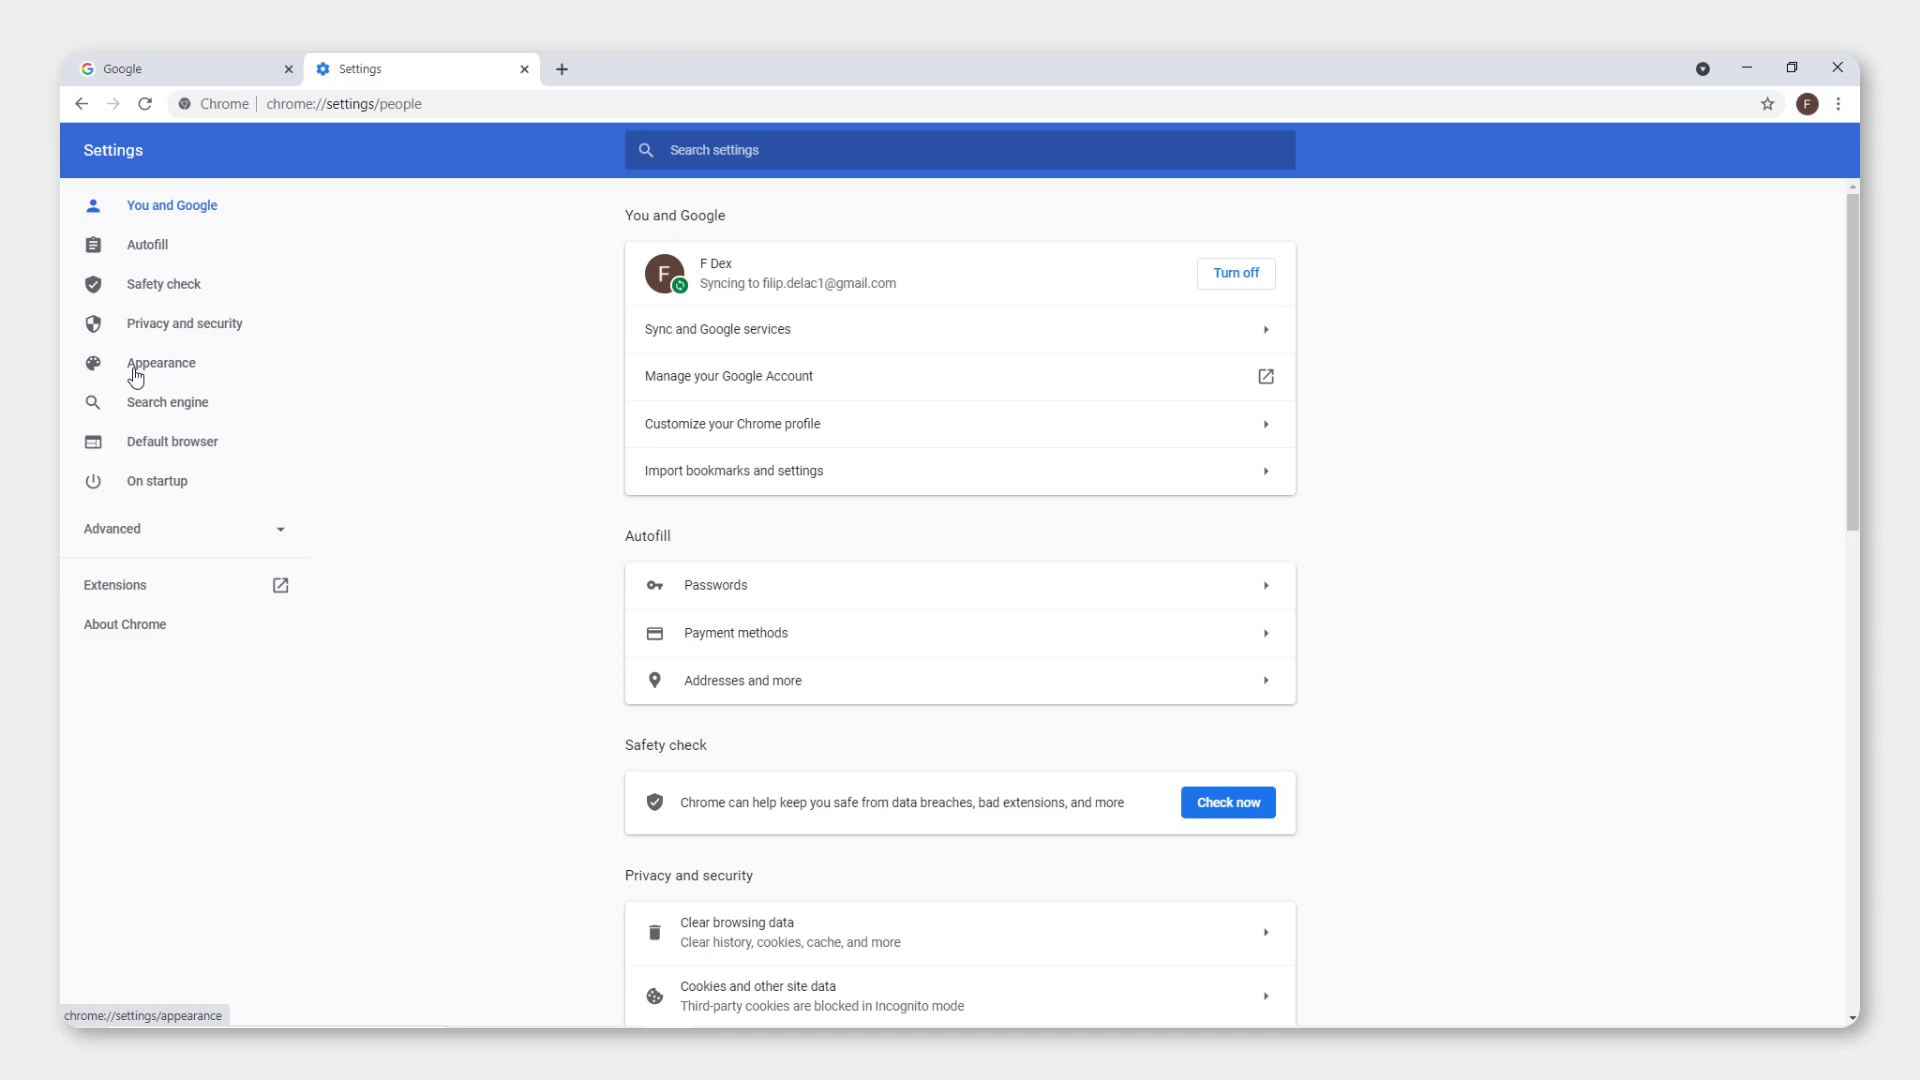 Google
Settings
Chrome
chrome://settings/people
F
Settings
Search settings
You and Google
Autofill
Safety check
Privacy and security
Appearance
Search engine
Default browser
On startup
Advanced
Extensions
About Chrome
You and Google
F
F Dex
Syncing to filip.delac1@gmail.com
Turn off
Sync and Google services
Manage your Google Account
Customize your Chrome profile
Import bookmarks and settings
Autofill
Passwords
Payment methods
Addresses and more
Safety check
Chrome can help keep you safe from data breaches, bad extensions, and more
Check now
Privacy and security
Clear browsing data
Clear history, cookies, cache, and more
Cookies and other site data
Third-party cookies are blocked in Incognito mode
chrome://settings/appearance